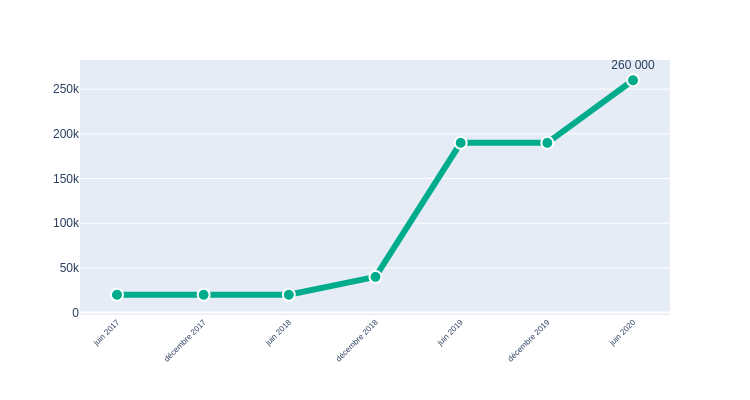 260 000
250k
200k
150k
100k
50k
0
juin 2017
décembre 2017
juin 2018
décembre 2018
juin 2019
décembre 2019
juin 2020